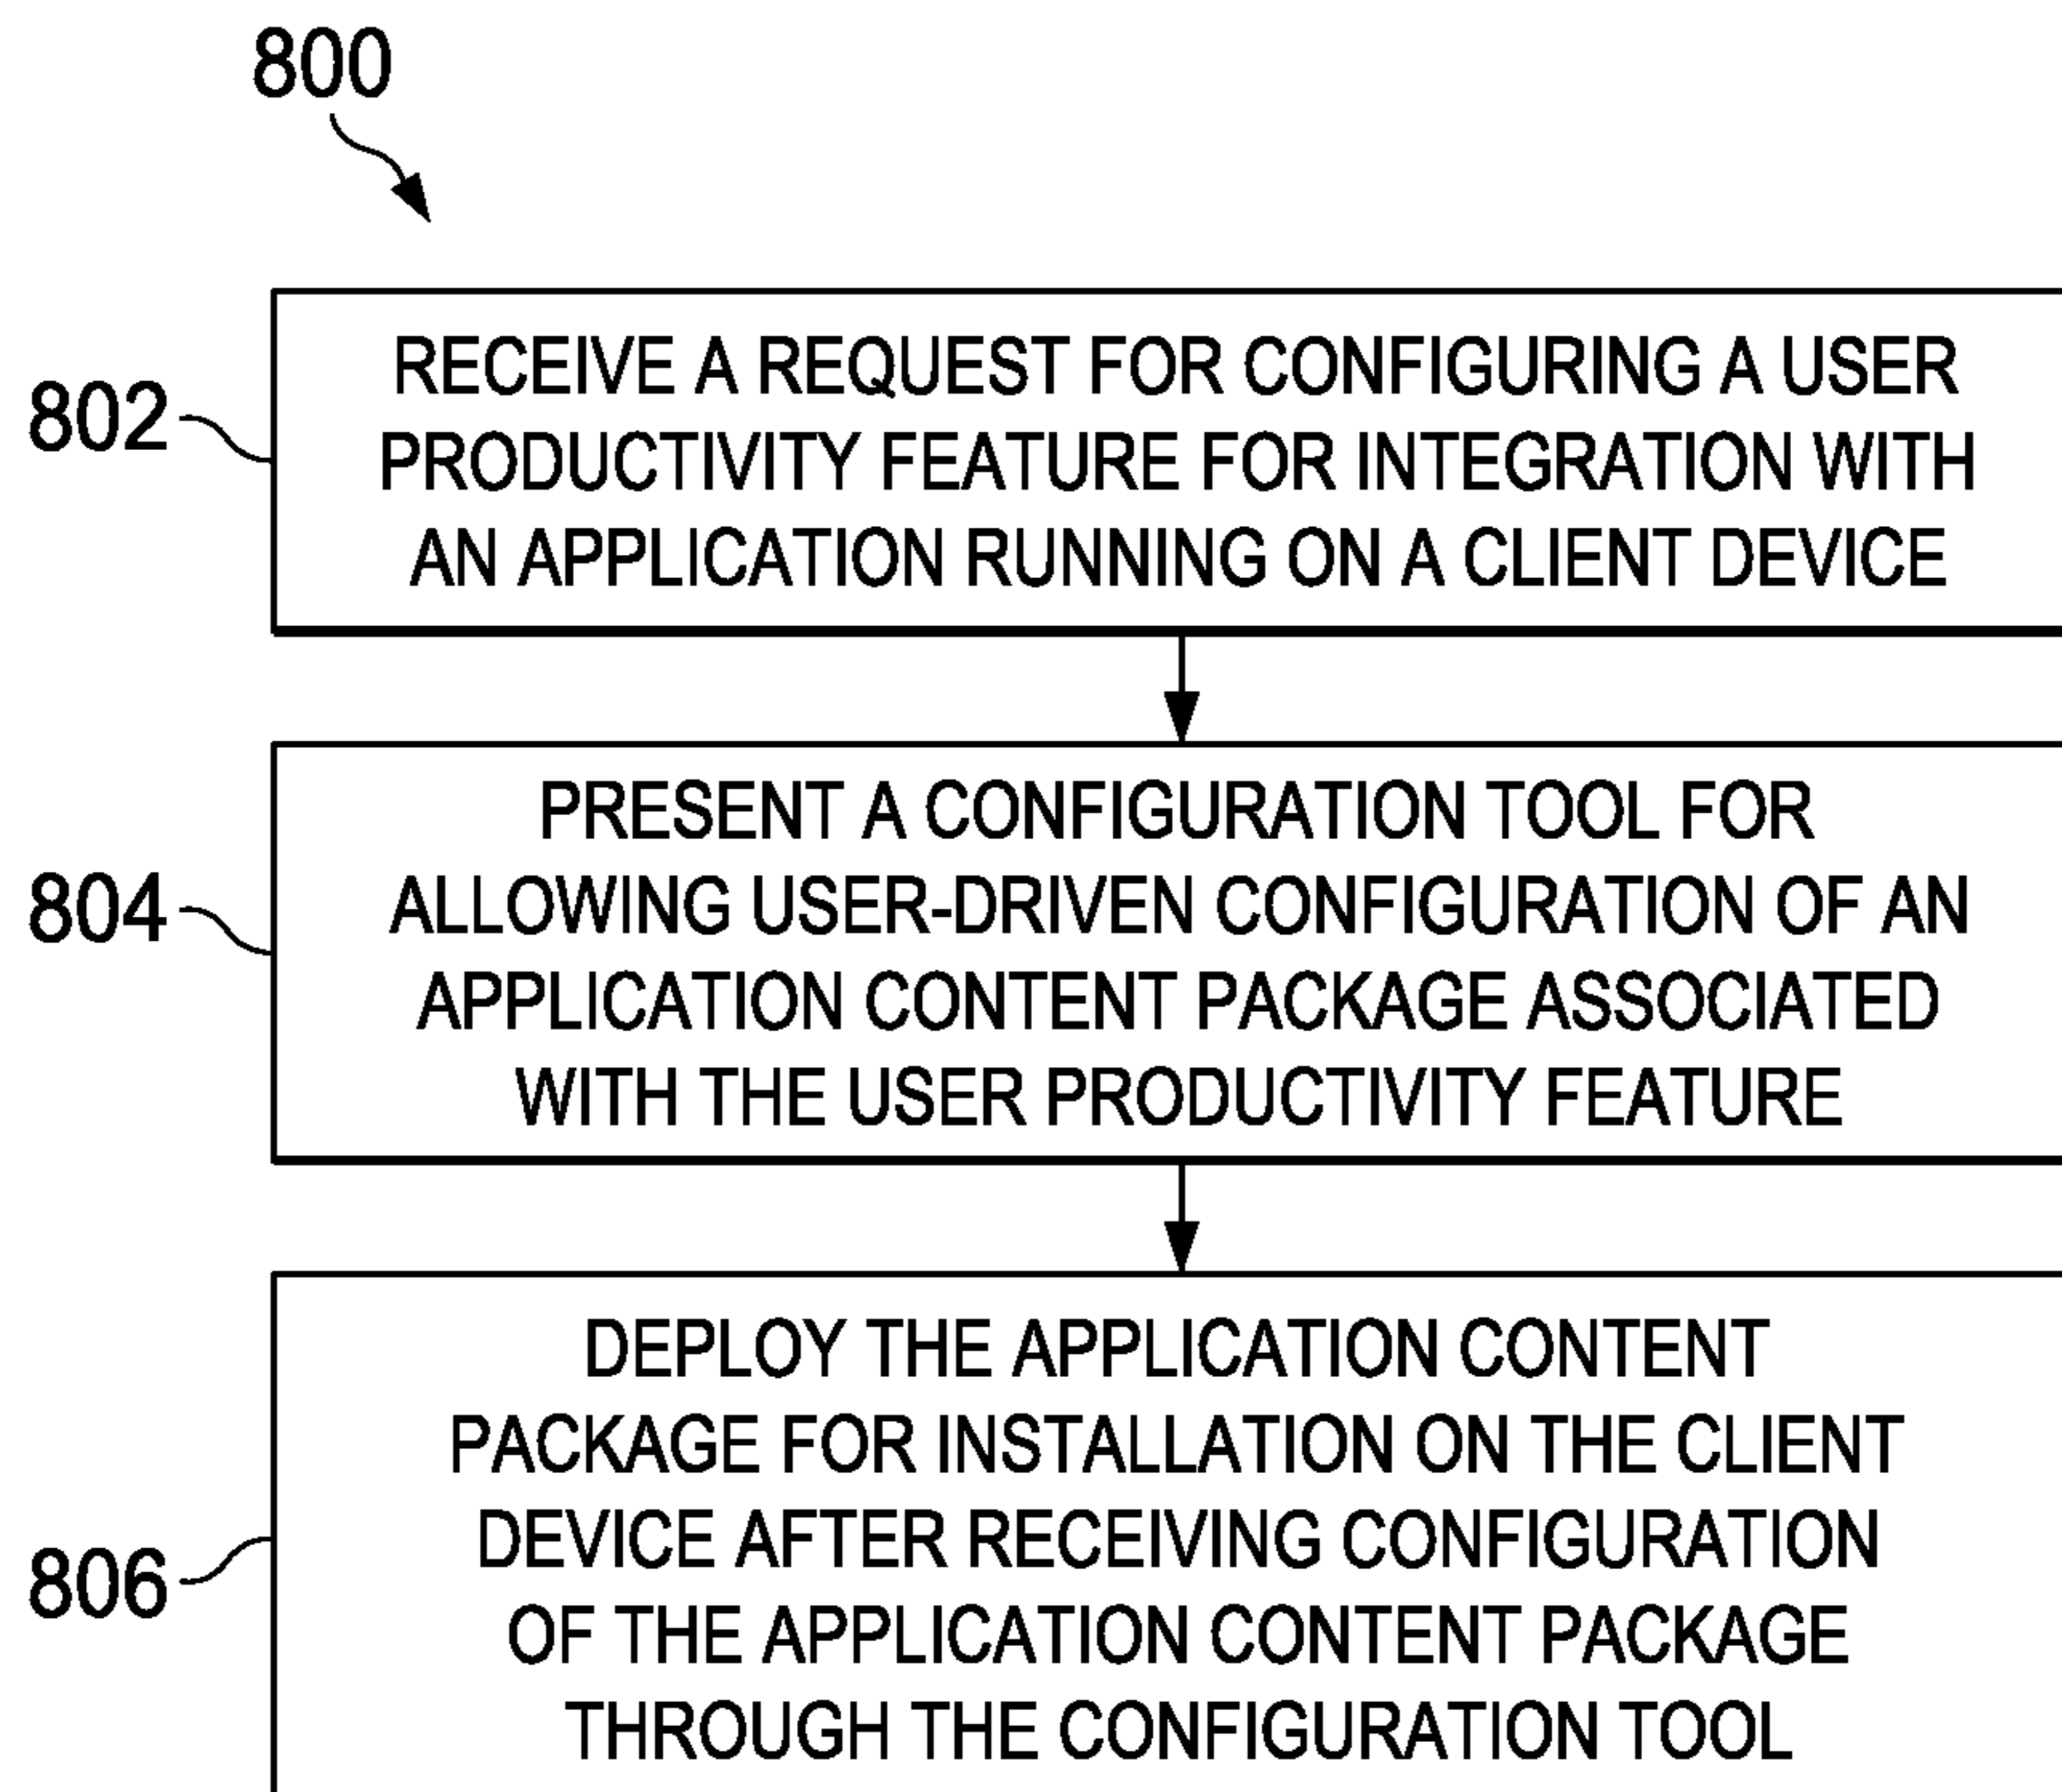 800
802
RECEIVE A REQUEST FOR CONFIGURING A USER
PRODUCTIVITY FEATURE FOR INTEGRATION WITH
AN APPLICATION RUNNING ON A CLIENT DEVICE
804
PRESENT A CONFIGURATION TOOL FOR
ALLOWING USER-DRIVEN CONFIGURATION OF AN
APPLICATION CONTENT PACKAGE ASSOCIATED
WITH THE USER PRODUCTIVITY FEATURE
806
DEPLOY THE APPLICATION CONTENT
PACKAGE FOR INSTALLATION ON THE CLIENT
DEVICE AFTER RECEIVING CONFIGURATION
OF THE APPLICATION CONTENT PACKAGE
THROUGH THE CONFIGURATION TOOL